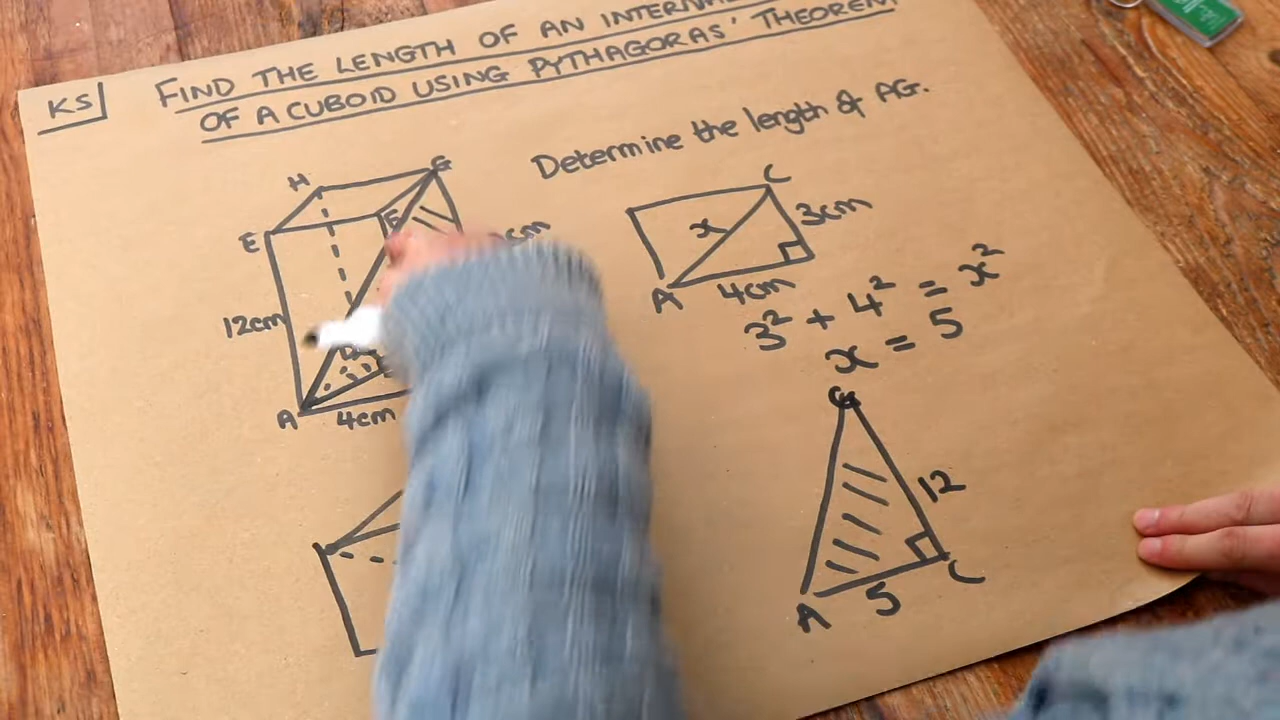 KS
FIND THE LENGTH OF AN
OF A CUBOID USING PYTHAGORAS' THEOREM
Determine the length of AG.
H
G
E
F
12cm
cm
A
4cm
C
x
3cm
A
4cm
3² + 4² = x²
x = 5
G
12
A
5
C